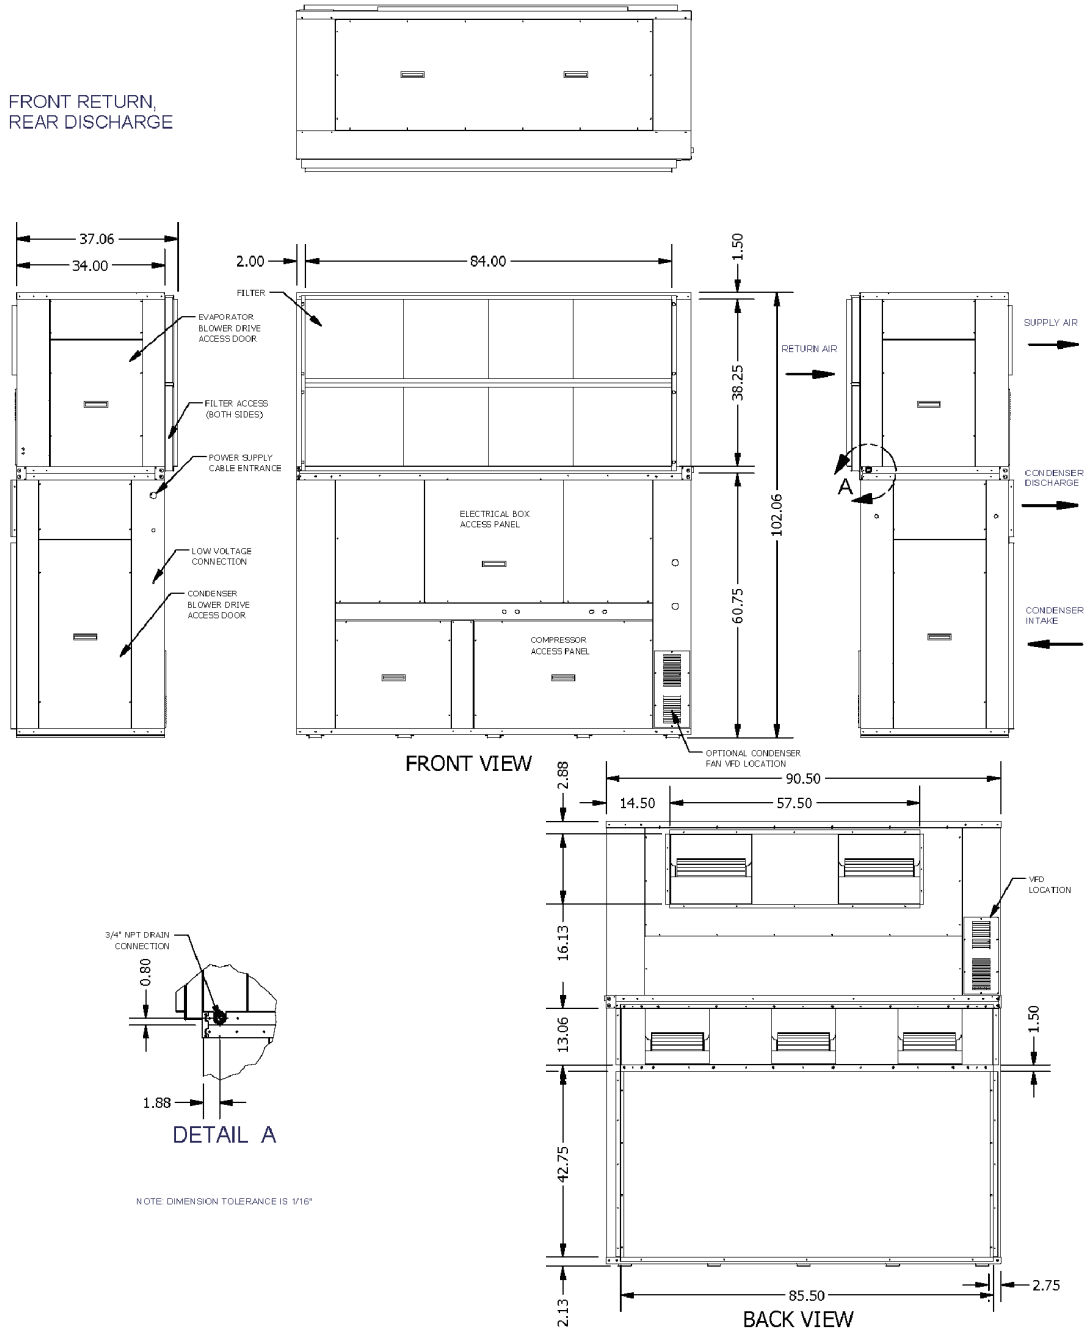 FRONT RETURN,
REAR DISCHARGE
37.06
34.00
2.00
84.00
1.50
FILTER
EVAPORATOR
BLOWER DRIVE
ACCESS DOOR
FILTER ACCESS
(BOTH SIDES)
POWER SUPPLY
CABLE ENTRANCE
LOW VOLTAGE
CONNECTION
CONDENSER
BLOWER DRIVE
ACCESS DOOR
ELECTRICAL BOX
ACCESS PANEL
COMPRESSOR
ACCESS PANEL
38.25
102.06
60.75
RETURN AIR
SUPPLY AIR
A
CONDENSER
DISCHARGE
CONDENSER
INTAKE
FRONT VIEW
OPTIONAL CONDENSER
FAN VFD LOCATION
2.88
90.50
14.50
57.50
VFD
LOCATION
16.13
13.06
1.50
42.75
2.13
85.50
2.75
BACK VIEW
3/4" NPT DRAIN
CONNECTION
0.80
1.88
DETAIL A
NOTE: DIMENSION TOLERANCE IS 1/16"